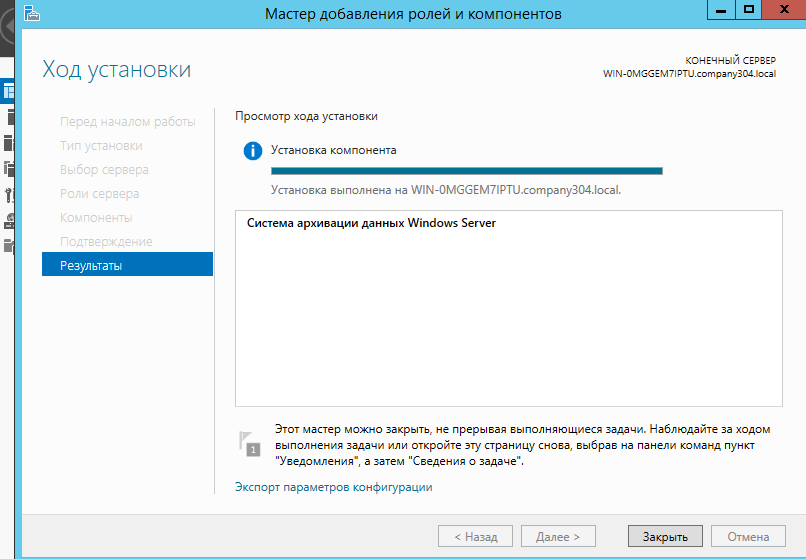 Мастер добавления ролей и компонентов
Ход установки
КОНЕЧНЫЙ СЕРВЕР
WIN-0MGGEM7IPTU.company304.local
Перед началом работы
Тип установки
Выбор сервера
Роли сервера
Компоненты
Подтверждение
Результаты
Просмотр хода установки
Установка компонента
Установка выполнена на WIN-0MGGEM7IPTU.company304.local.
Система архивации данных Windows Server
1
Этот мастер можно закрыть, не прерывая выполняющиеся задачи. Наблюдайте за ходом
выполнения задачи или откройте эту страницу снова, выбрав на панели команд пункт
"Уведомления", а затем "Сведения о задаче".
Экспорт параметров конфигурации
< Назад
Далее >
Закрыть
Отмена